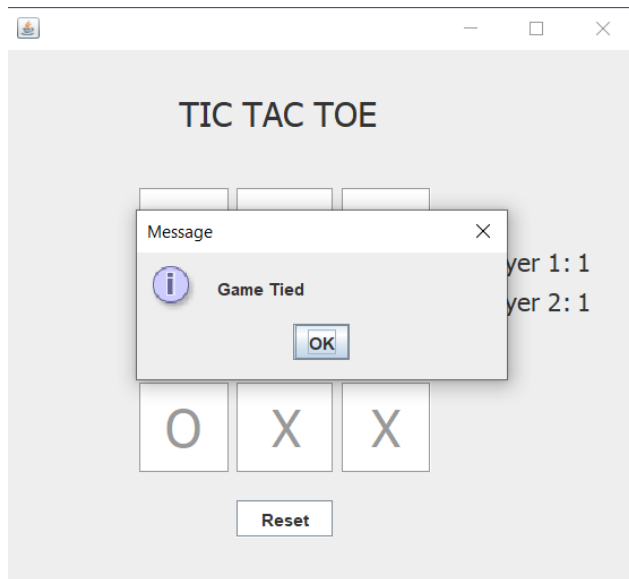 TIC TAC TOE
Message
Game Tied
yer 1: 1
yer 2: 1
OK
O X X
Reset